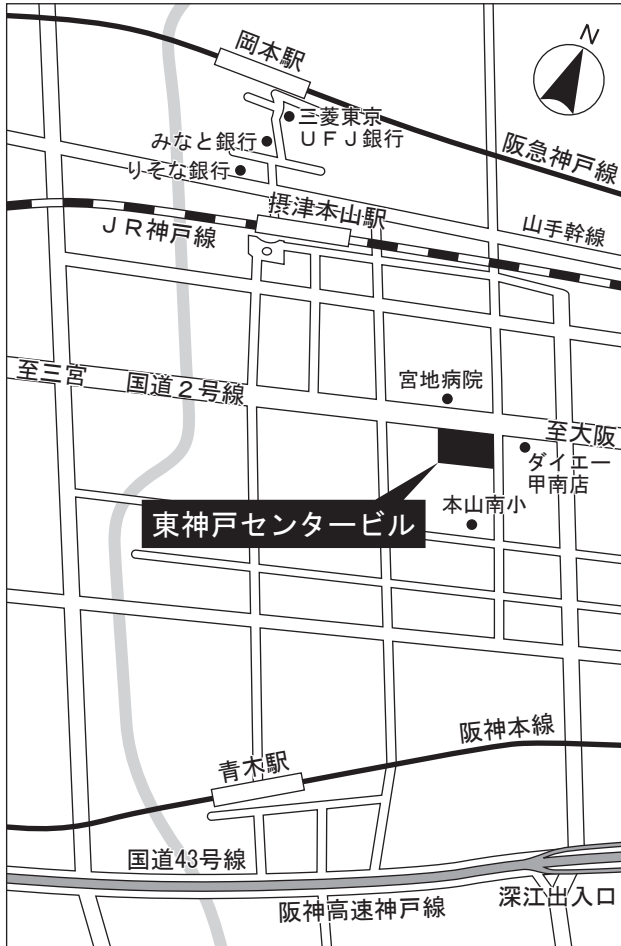 岡本駅
N
三菱東京
ＵＦＪ銀行
みなと銀行
りそな銀行
阪急神戸線
摂津本山駅
ＪＲ神戸線
山手幹線
至三宮
国道２号線
宮地病院
至大阪
ダイエー
甲南店
本山南小
東神戸センタービル
阪神本線
青木駅
国道43号線
深江出入口
阪神高速神戸線